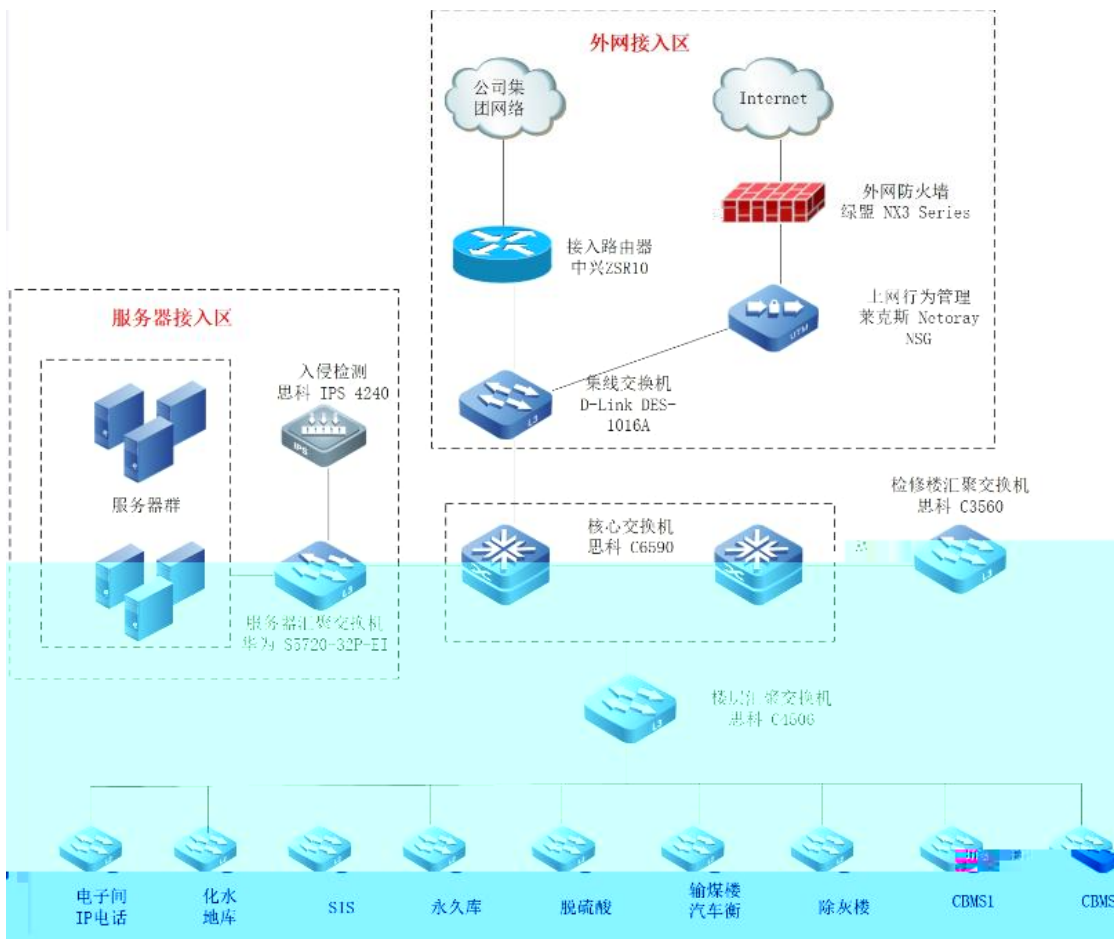 外网接入区
公司集
团网络
Internet
外网防火墙
绿盟 NX3 Series
接入路由器
中兴ZSR10
上网行为管理
莱克斯 Netoray
NSG
UTM
服务器接入区
入侵检测
思科 IPS 4240
IPS
集线交换机
D-Link DES-
1016A
L3
服务器群
检修楼汇聚交换机
思科 C3560
L3
核心交换机
思科 C6590
L3
服务器汇聚交换机
华为 S5720-32P-EI
楼层汇聚交换机
思科 C4506
L3
电子间
IP电话
化水
地库
SIS
永久库
脱硫酸
输煤楼
汽车衡
除灰楼
CBMS1
CBMS